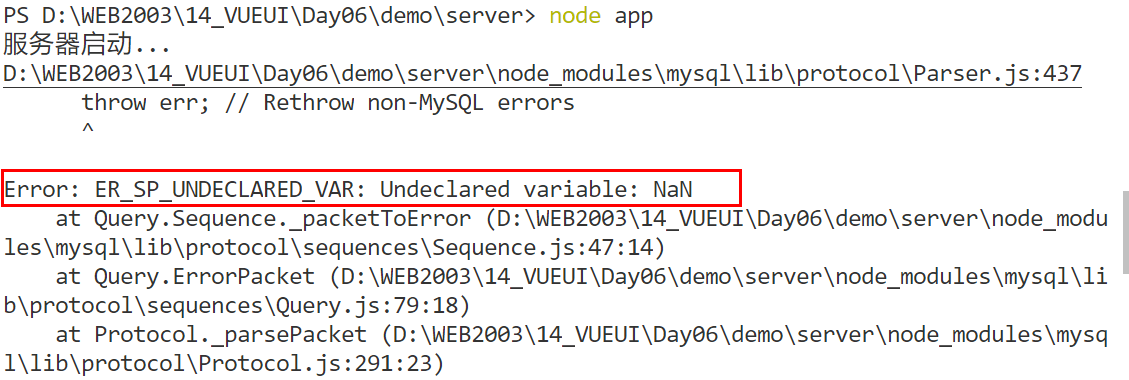 PS D:\WEB2003\14_VUEUI\Day06\demo\server> node app
服务器启动...
D:\WEB2003\14_VUEUI\Day06\demo\server\node_modules\mysql\lib\protocol\Parser.js:437
      throw err; // Rethrow non-MySQL errors
      ^
Error: ER_SP_UNDECLARED_VAR: Undeclared variable: NaN
    at Query.Sequence._packetToError (D:\WEB2003\14_VUEUI\Day06\demo\server\node_modu
les\mysql\lib\protocol\sequences\Sequence.js:47:14)
    at Query.ErrorPacket (D:\WEB2003\14_VUEUI\Day06\demo\server\node_modules\mysql\li
b\protocol\sequences\Query.js:79:18)
    at Protocol._parsePacket (D:\WEB2003\14_VUEUI\Day06\demo\server\node_modules\mysq
l\lib\protocol\Protocol.js:291:23)